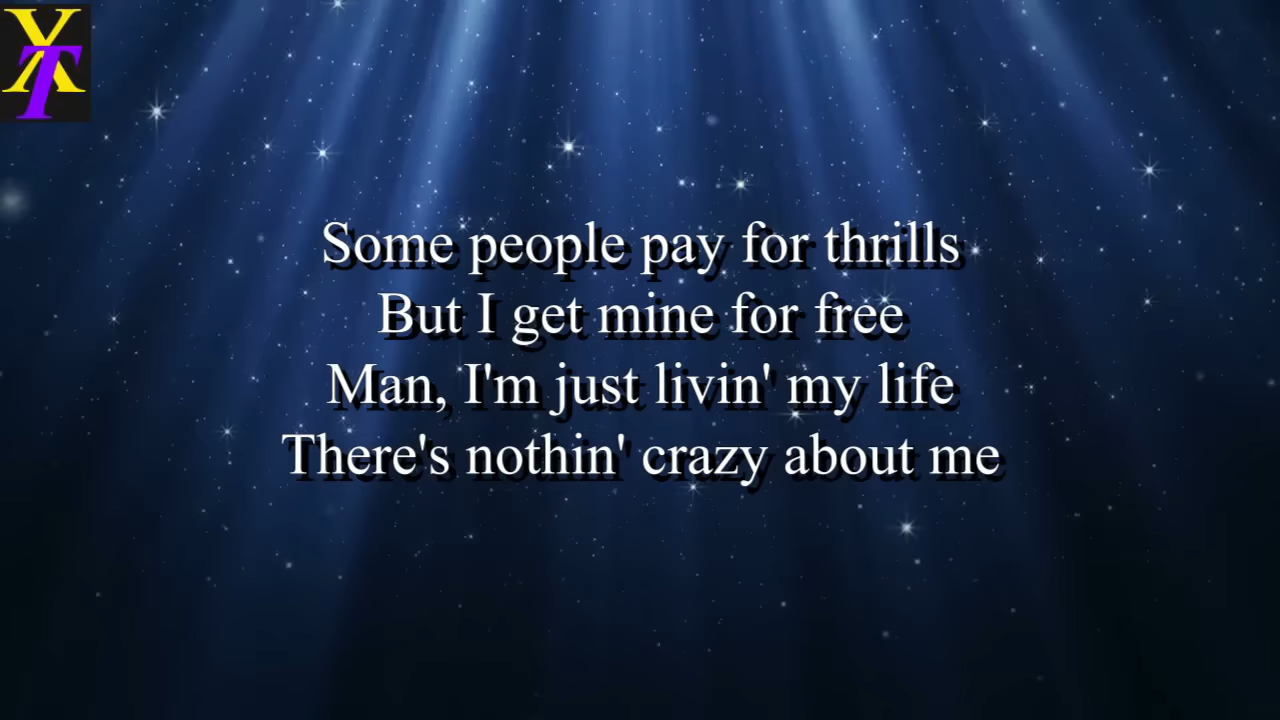 XT
Some people pay for thrills
But I get mine for free
Man, I'm just livin' my life
There's nothin' crazy about me